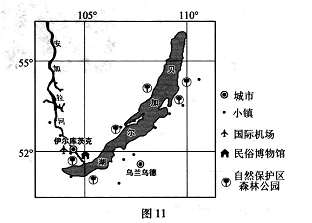 105°
110°
55°
52°
安加拉河
贝加尔湖
伊尔库茨克
乌兰乌德
城市
小镇
国际机场
民俗博物馆
自然保护区
森林公园
图 11